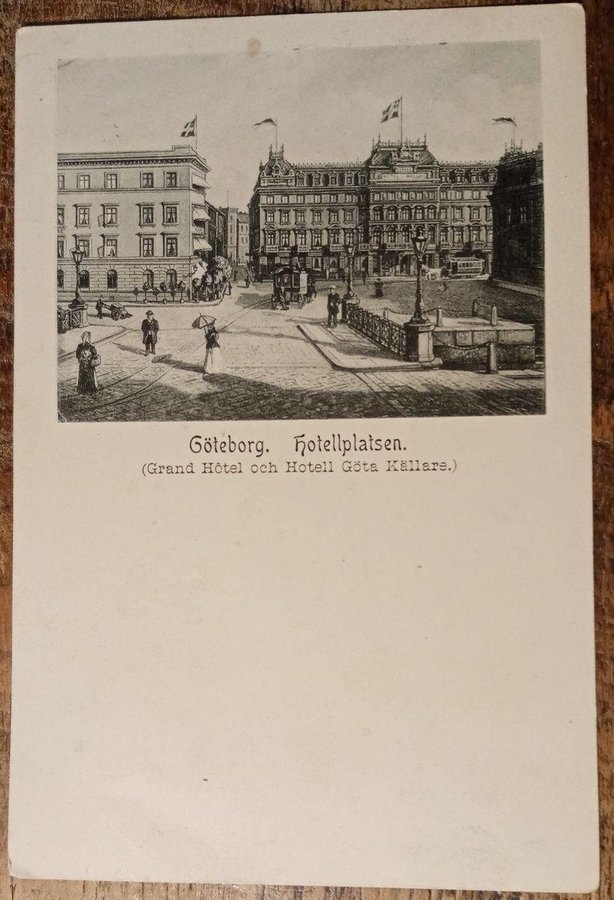 Göteborg. Hotellplatsen.
(Grand Hôtel och Hotell Göta Källare.)